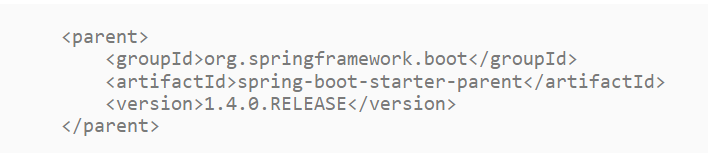 <parent>
<groupId>org.springframework.boot</groupId>
<artifactId>spring-boot-starter-parent</artifactId>
<version>1.4.0.RELEASE</version>
</parent>